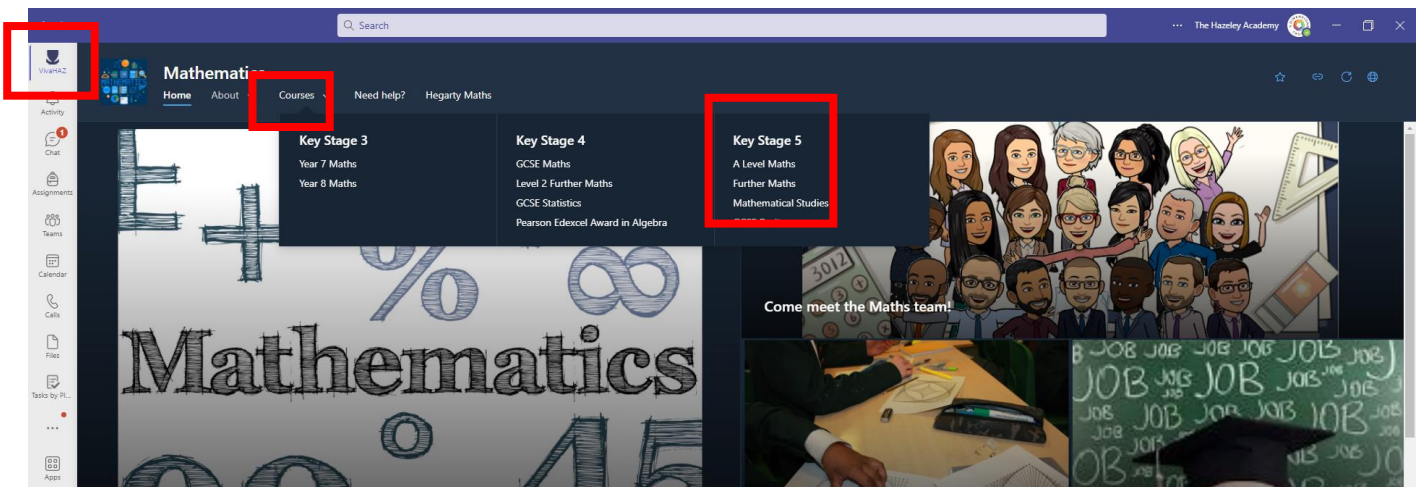 Search
The Hazeley Academy
VivaHAZ
Activity
Chat
1
Assignments
Teams
Calendar
Calls
Files
Tasks by Pl...
Apps
Mathematics
Home About Courses Need help? Hegarty Maths
Key Stage 3
Year 7 Maths
Year 8 Maths
Key Stage 4
GCSE Maths
Level 2 Further Maths
GCSE Statistics
Pearson Edexcel Award in Algebra
Key Stage 5
A Level Maths
Further Maths
Mathematical Studies
E+
%
∞
Mathematics
°
45
3012
Come meet the Maths team!
JOB JOB JOB JOB JOB JOB
JOB JOB JOB JOB JOB
JOB JOB JOB JOB JOB JOB